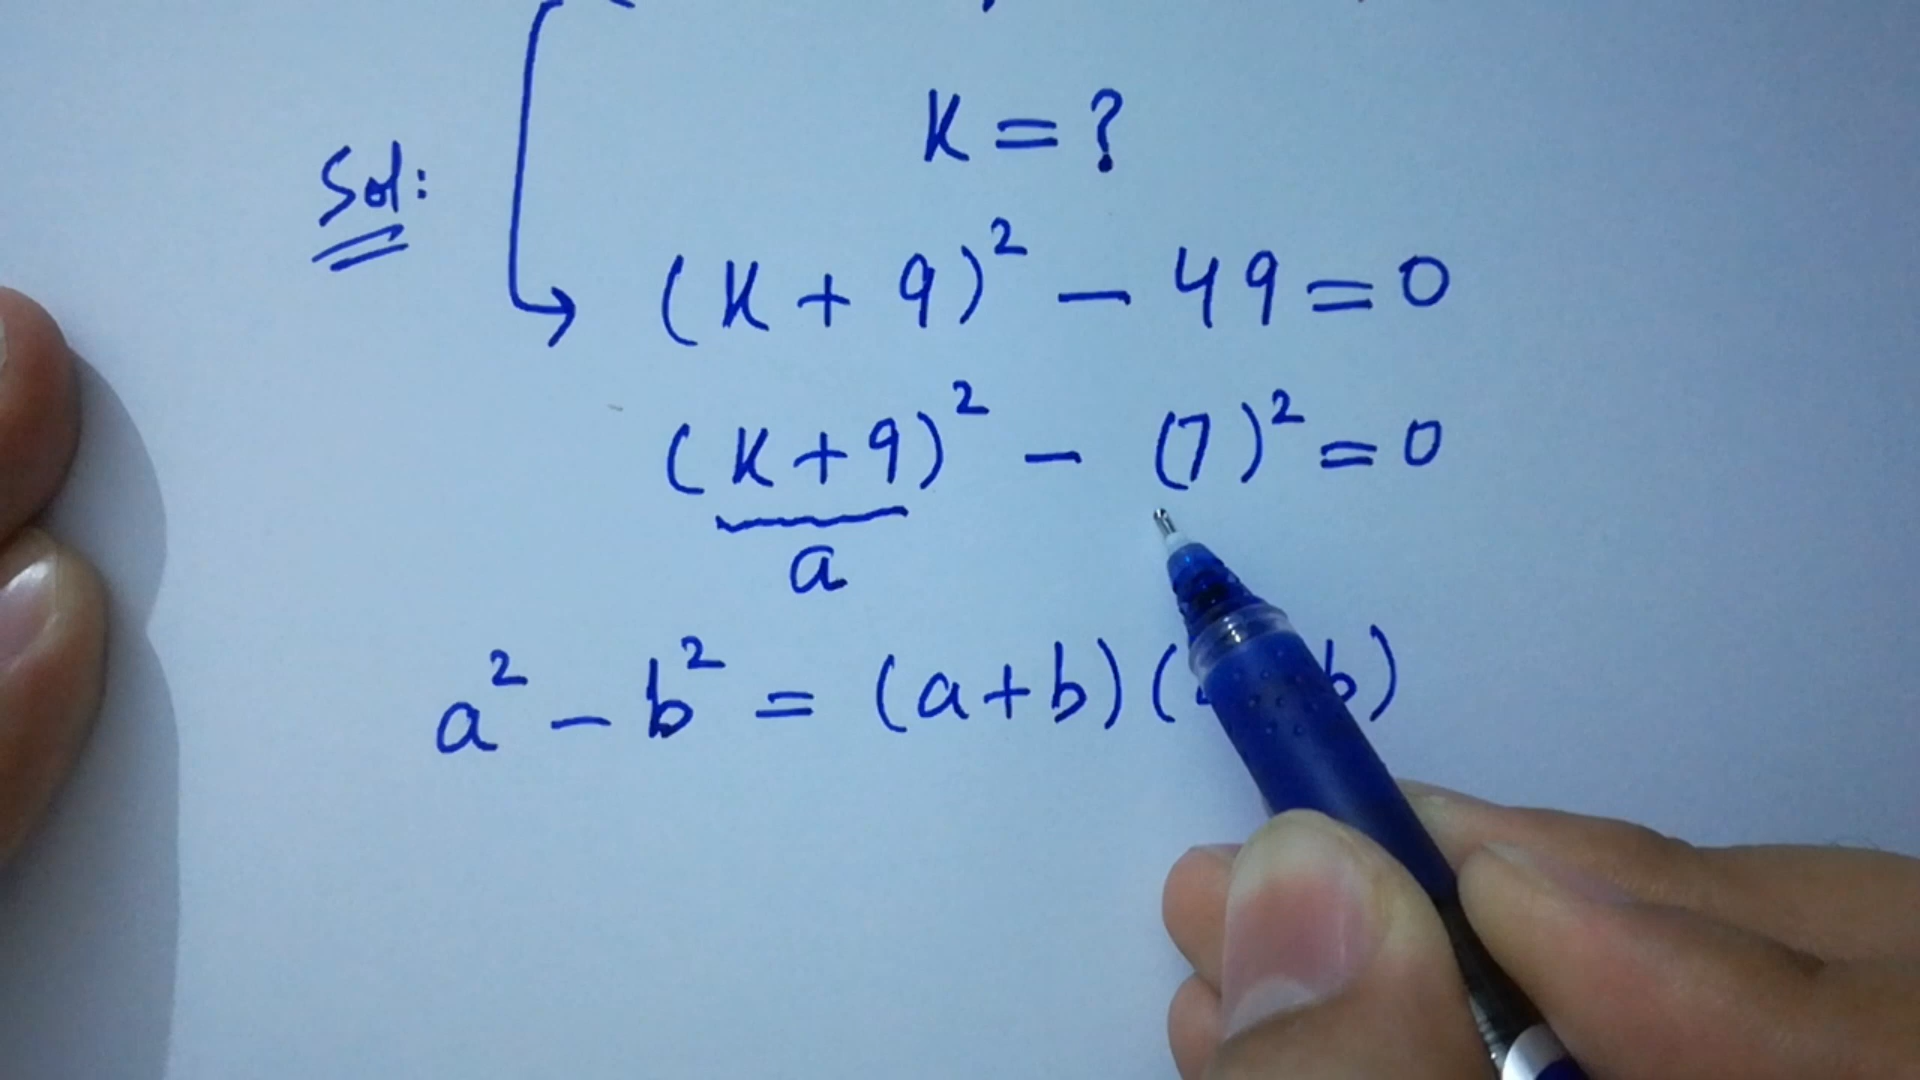 K = ?
Sol:
(K + 9)² - 49 = 0
(K + 9)² - (7)² = 0
a
a² - b² = (a+b)( b)